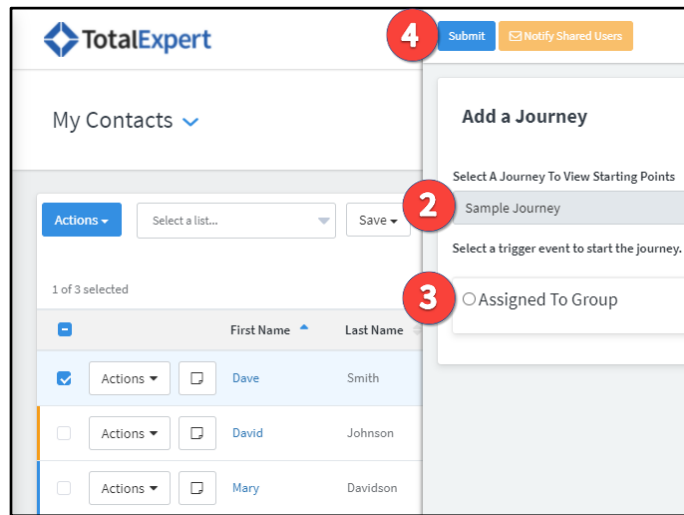 TotalExpert
My Contacts
Actions
Select a list...
Save
1 of 3 selected
First Name
Last Name
Actions
Dave
Smith
Actions
David
Johnson
Actions
Mary
Davidson
4
Submit
Notify Shared Users
Add a Journey
Select A Journey To View Starting Points
2
Sample Journey
Select a trigger event to start the journey.
3
Assigned To Group